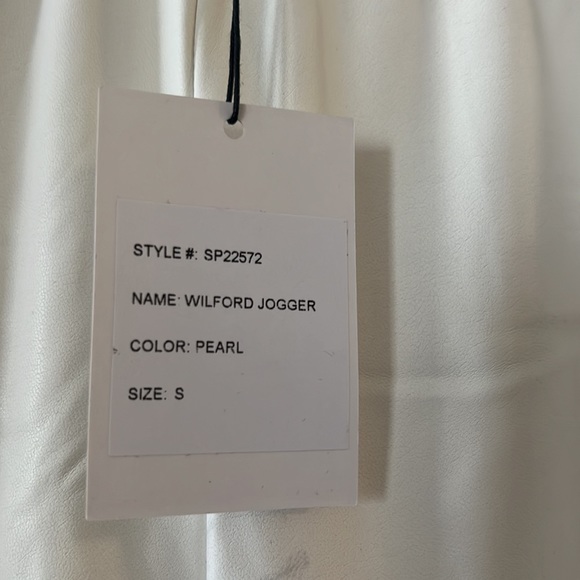 STYLE #: SP22572
NAME: WILFORD JOGGER
COLOR: PEARL
SIZE: S